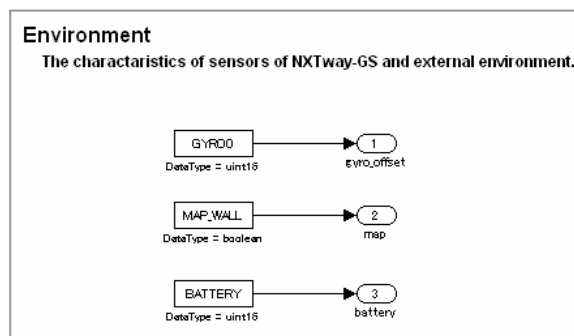 Environment
The charactaristics of sensors of NXTway-GS and external environment.
GYRO0
1
DataType = uint16
gyro_offset
MAP_WALL
2
DataType = boolean
map
BATTERY
3
DataType = uint16
battery